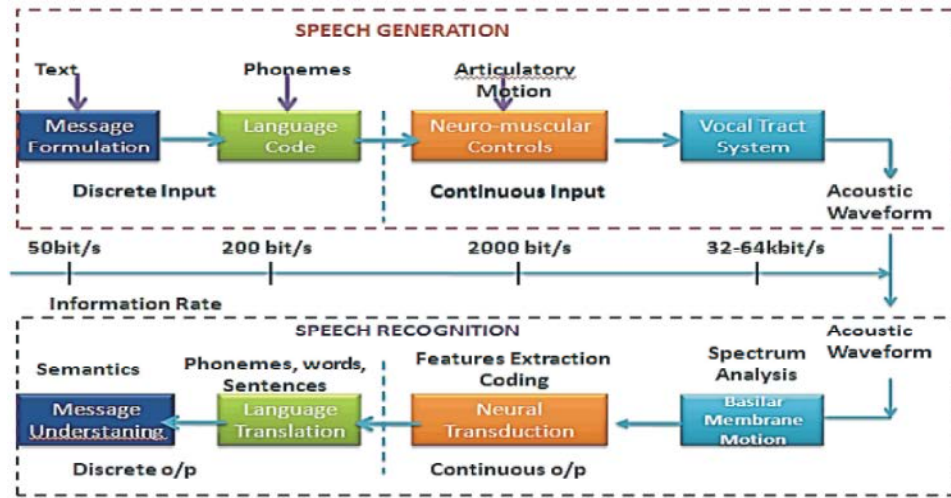 SPEECH GENERATION
Text
Phonemes
Articulatory
Motion
Message
Formulation
Language
Code
Neuro-muscular
Controls
Vocal Tract
System
Discrete Input
Continuous Input
Acoustic
Waveform
50bit/s
200 bit/s
2000 bit/s
32-64kbit/s
Information Rate
SPEECH RECOGNITION
Acoustic
Waveform
Semantics
Phonemes, words,
Sentences
Features Extraction
Coding
Spectrum
Analysis
Message
Understaning
Language
Translation
Neural
Transduction
Basilar
Membrane
Motion
Discrete o/p
Continuous o/p